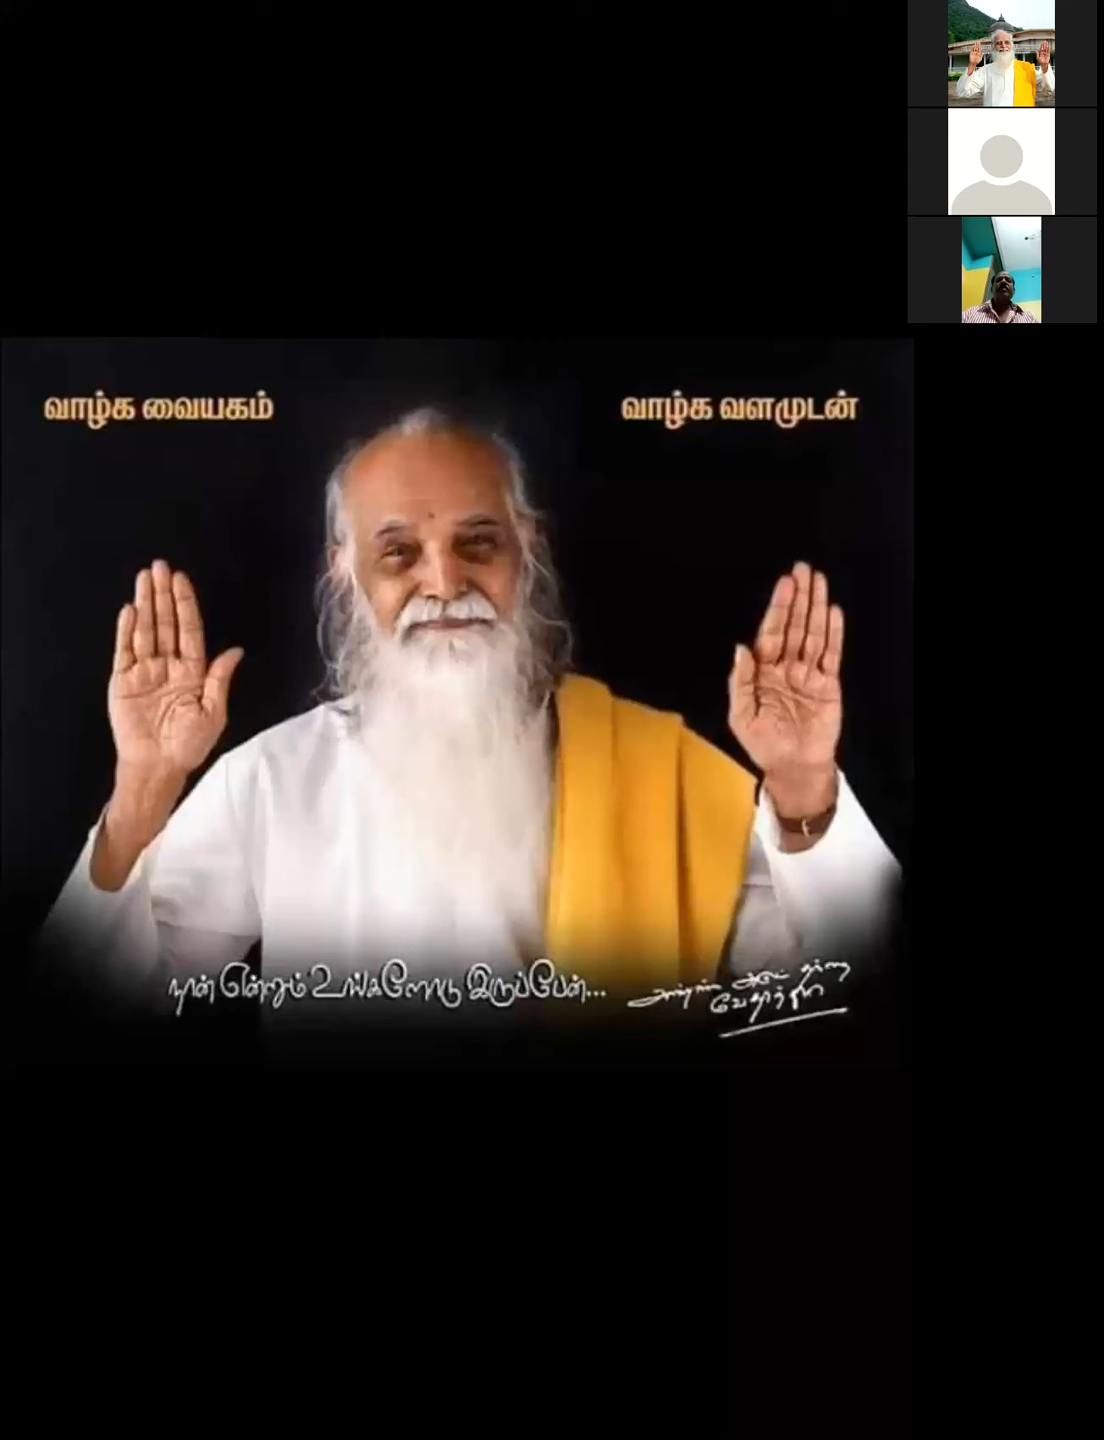 வாழ்க வையகம்
வாழ்க வளமுடன்
நான் என்றும் உங்களோடு இருப்பேன்...
வேதாத்திரி